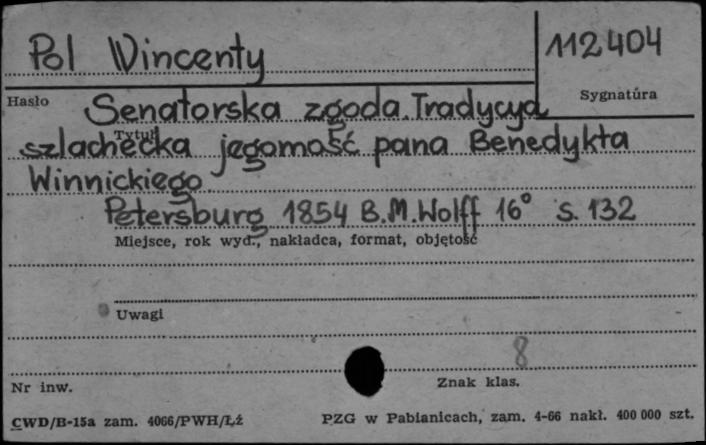 Pol Wincenty
112404
Hasło
Sygnatura
Senatorska zgoda. Tradycya
Tytuł
szlachecka jegomość pana Benedykta
Winnickiego
Petersburg 1854 B.M.Wolff 16° s. 132
Miejsce, rok wyd., nakładca, format, objętość
Uwagi
8
Nr inw.
Znak klas.
CWD/B-15a zam. 4066/PWH/Łź
PZG w Pabianicach, zam. 4-66 nakł. 400 000 szt.